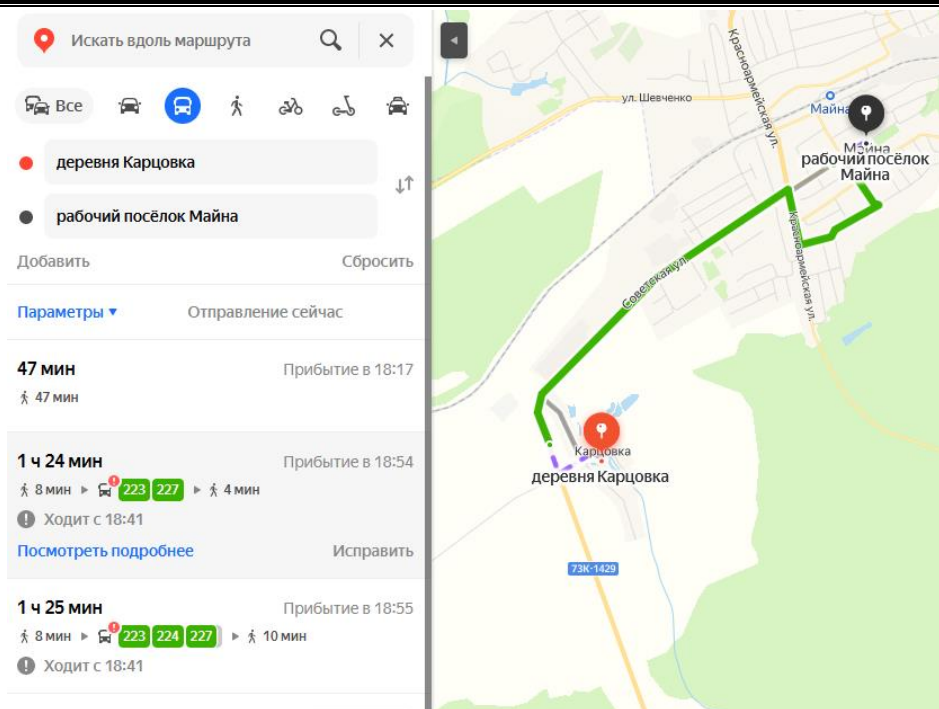 Искать вдоль маршрута
Все
деревня Карцовка
рабочий посёлок Майна
Добавить
Сбросить
Параметры
Отправление сейчас
47 мин
Прибытие в 18:17
47 мин
1 ч 24 мин
Прибытие в 18:54
8 мин 223 227 4 мин
Ходит с 18:41
Посмотреть подробнее
Исправить
1 ч 25 мин
Прибытие в 18:55
8 мин 223 224 227 10 мин
Ходит с 18:41
Красноармейская ул.
ул. Шевченко
Майна
Майна
рабочий посёлок
Майна
Красноармейская ул.
Советская ул.
Карцовка
деревня Карцовка
73К-1429